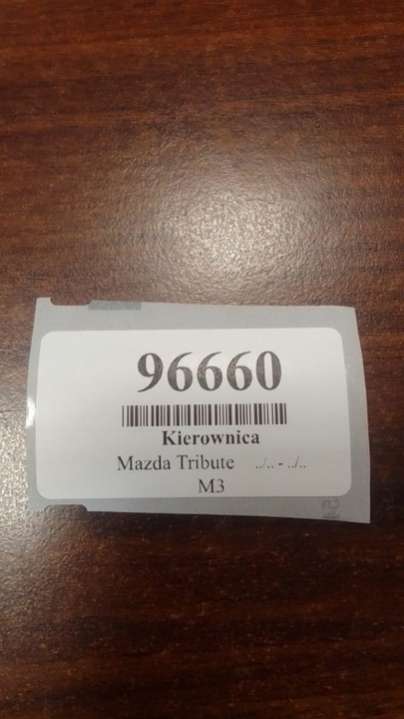 96660
Kierownica
Mazda Tribute ../.. - ../..
M3